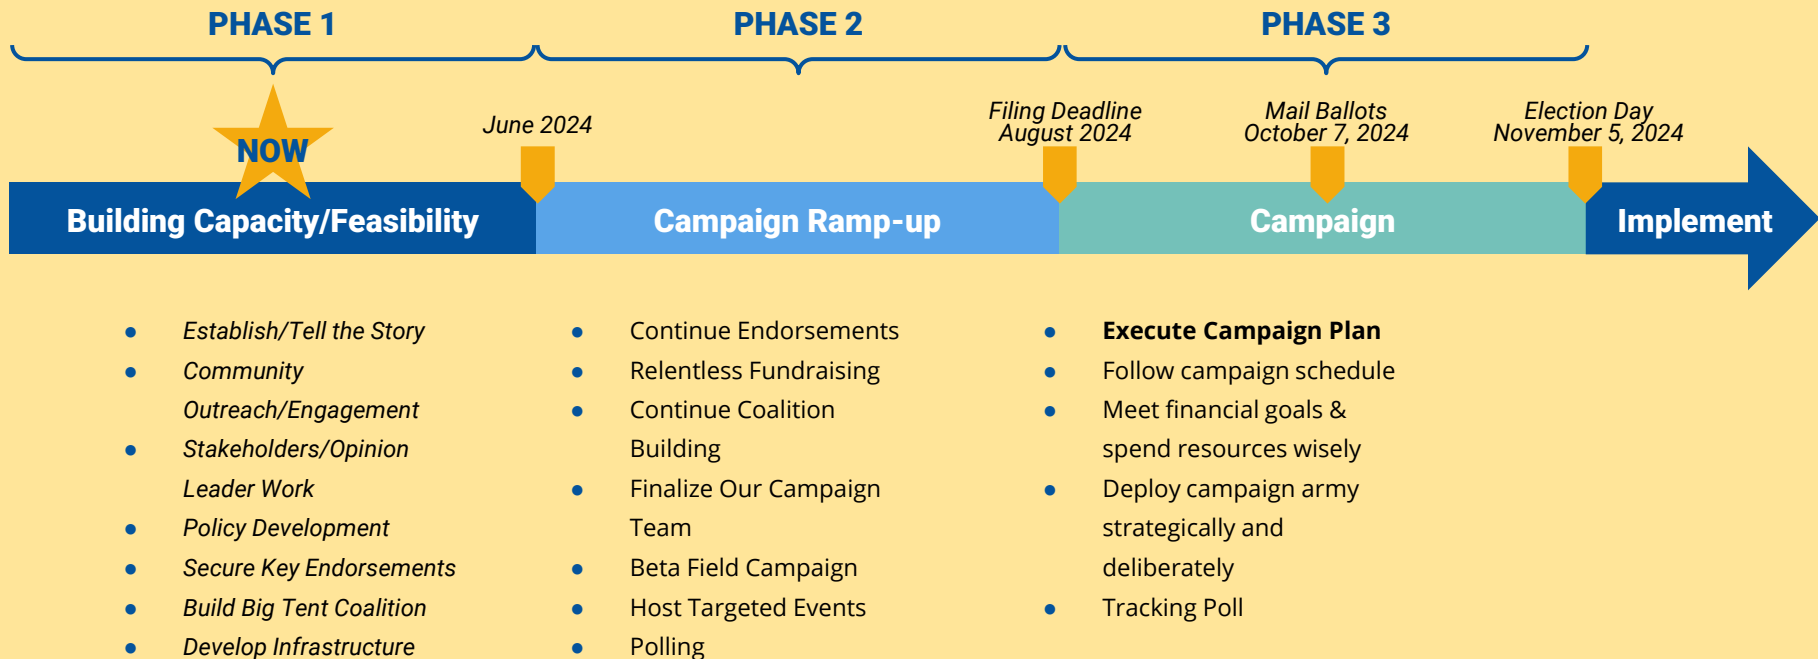 PHASE 1
PHASE 2
PHASE 3
NOW
June 2024
Filing Deadline
August 2024
Mail Ballots
October 7, 2024
Election Day
November 5, 2024
Building Capacity/Feasibility
Campaign Ramp-up
Campaign
Implement
● Establish/Tell the Story
● Community
Outreach/Engagement
● Stakeholders/Opinion
Leader Work
● Policy Development
● Secure Key Endorsements
● Build Big Tent Coalition
● Develop Infrastructure
● Continue Endorsements
● Relentless Fundraising
● Continue Coalition
Building
● Finalize Our Campaign
Team
● Beta Field Campaign
● Host Targeted Events
● Polling
● Execute Campaign Plan
● Follow campaign schedule
● Meet financial goals &
spend resources wisely
● Deploy campaign army
strategically and
deliberately
● Tracking Poll